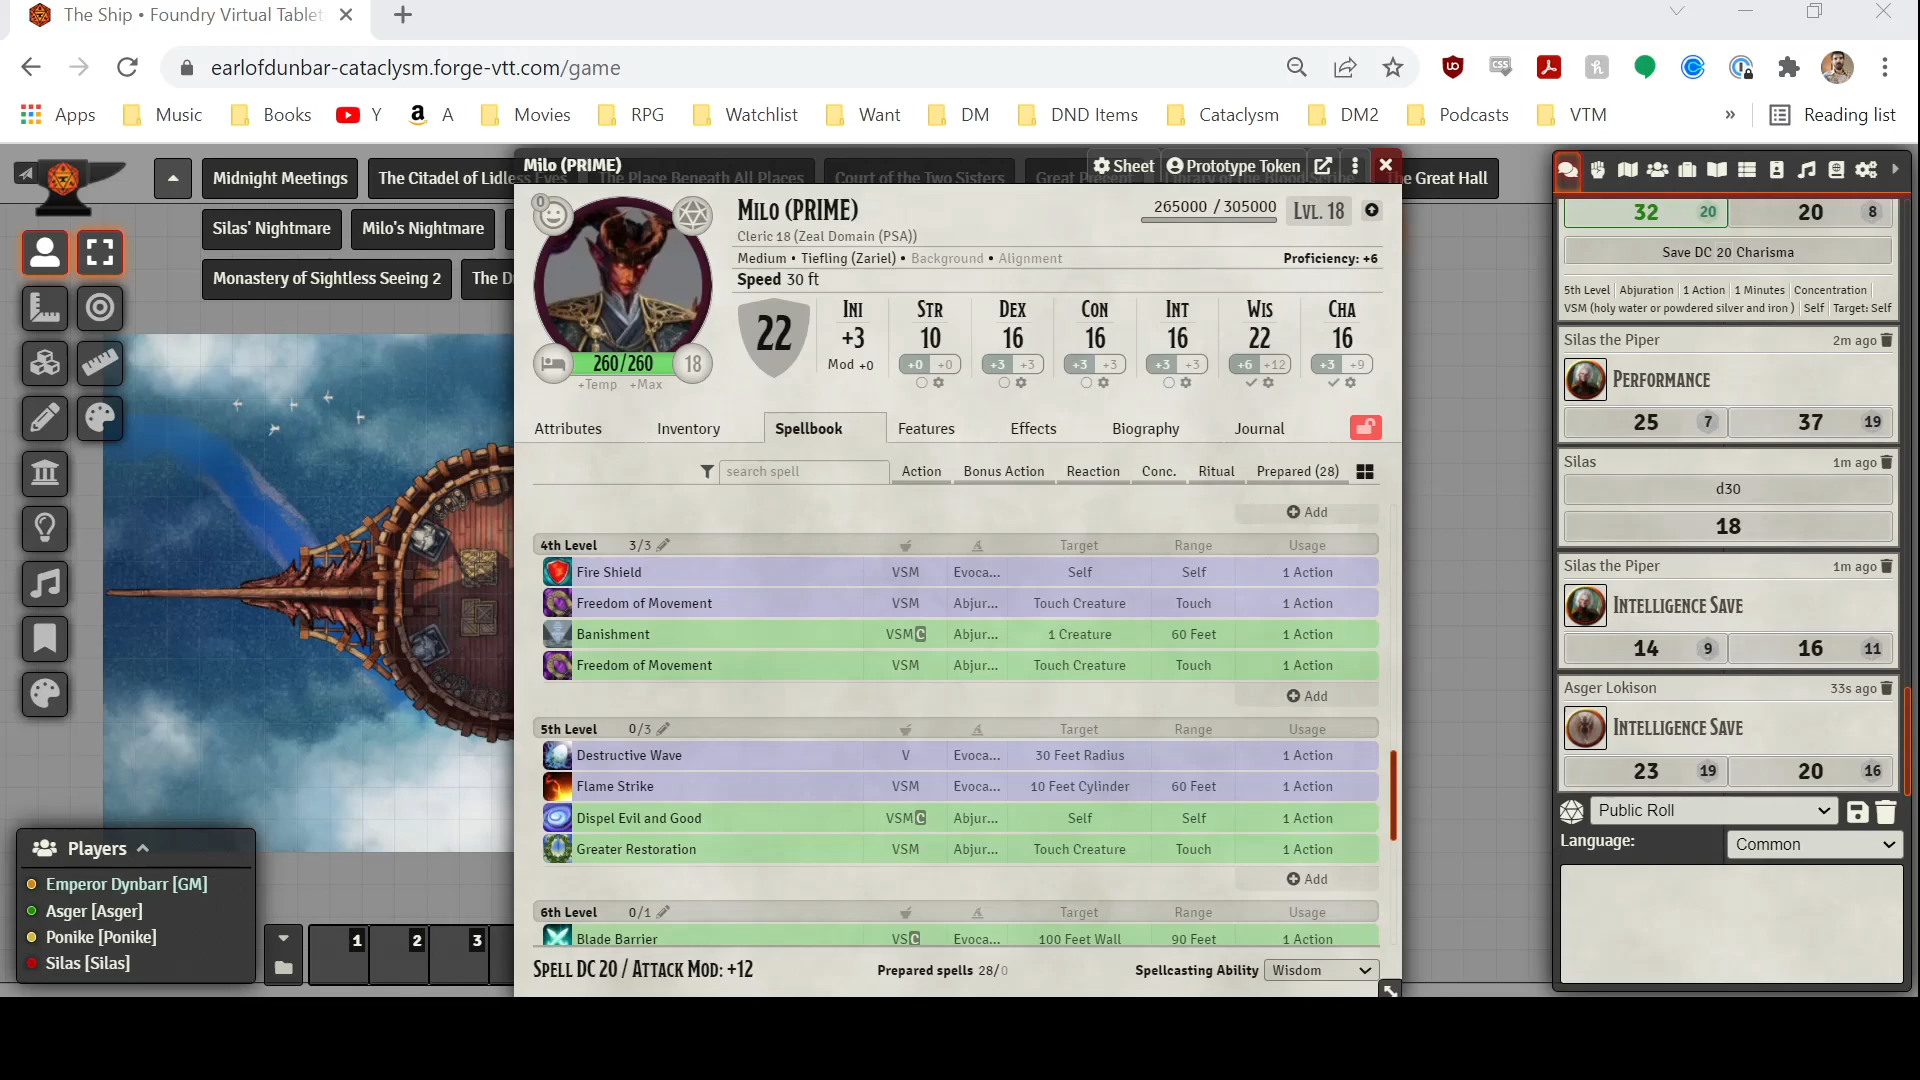 The Ship • Foundry Virtual Tablet
earlofdunbar-cataclysm.forge-vtt.com/game
Apps Music Books Y A Movies RPG Watchlist Want DM DND Items Cataclysm DM2 Podcasts VTM » Reading list
Midnight Meetings
The Citadel of Lidless Eyes
The Place Beneath All Places
Court of the Two Sisters
he Great Hall
Silas' Nightmare
Milo's Nightmare
Monastery of Sightless Seeing 2
The D
Milo (PRIME)
Sheet Prototype Token
0
Milo (PRIME)
265000 / 305000 Lvl. 18
Cleric 18 (Zeal Domain (PSA))
Medium • Tiefling (Zariel) • Background • Alignment Proficiency: +6
Speed 30 ft
22
Ini Str Dex Con Int Wis Cha
+3 10 16 16 16 22 16
Mod +0 +0 +0 +3 +3 +3 +3 +3 +3 +6 +12 +3 +9
260/260 18
+Temp +Max
Attributes Inventory Spellbook Features Effects Biography Journal
search spell Action Bonus Action Reaction Conc. Ritual Prepared (28)
Add
4th Level 3/3 Target Range Usage
Fire Shield VSM Evoca... Self Self 1 Action
Freedom of Movement VSM Abjur... Touch Creature Touch 1 Action
Banishment VSM C Abjur... 1 Creature 60 Feet 1 Action
Freedom of Movement VSM Abjur... Touch Creature Touch 1 Action
Add
5th Level 0/3 Target Range Usage
Destructive Wave V Evoca... 30 Feet Radius 1 Action
Flame Strike VSM Evoca... 10 Feet Cylinder 60 Feet 1 Action
Dispel Evil and Good VSM C Abjur... Self Self 1 Action
Greater Restoration VSM Abjur... Touch Creature Touch 1 Action
Add
6th Level 0/1 Target Range Usage
Blade Barrier VS C Evoca... 100 Feet Wall 90 Feet 1 Action
Spell DC 20 / Attack Mod: +12 Prepared spells 28/0 Spellcasting Ability Wisdom
Players
Emperor Dynbarr [GM]
Asger [Asger]
Ponike [Ponike]
Silas [Silas]
1 2 3
32 20 20 8
Save DC 20 Charisma
5th Level Abjuration 1 Action 1 Minutes Concentration
VSM (holy water or powdered silver and iron ) Self Target: Self
Silas the Piper 2m ago
Performance
25 7 37 19
Silas 1m ago
d30
18
Silas the Piper 1m ago
Intelligence Save
14 9 16 11
Asger Lokison 33s ago
Intelligence Save
23 19 20 16
Public Roll
Language: Common